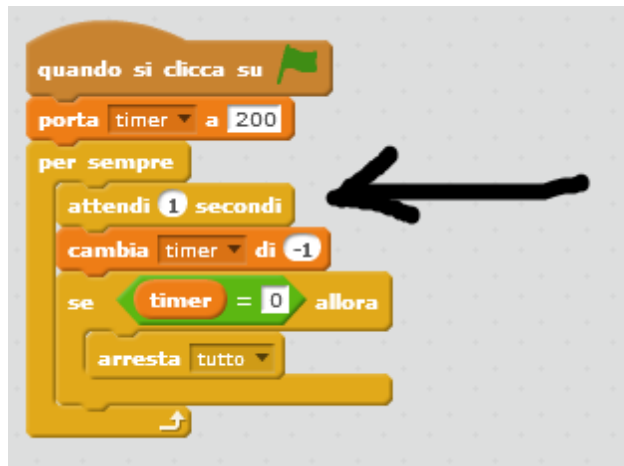 quando si clicca su
porta timer a 200
per sempre
attendi 1 secondi
cambia timer di -1
se timer = 0 allora
arresta tutto